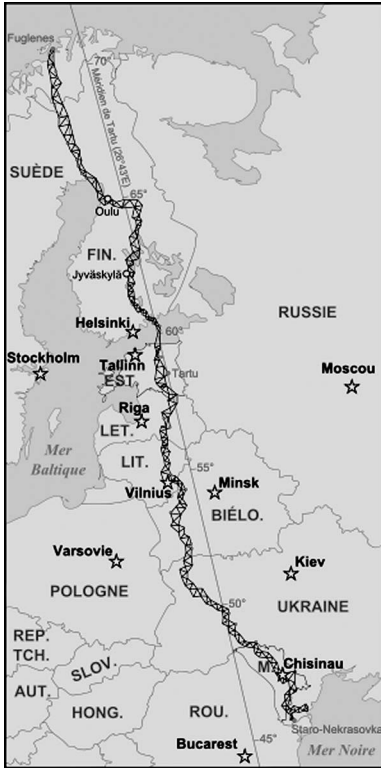 Fuglenes
70°
Méridien de Tartu (26°43'E)
SUÈDE
65°
Oulu
FIN.
Jyväskylä
RUSSIE
Helsinki
60°
Stockholm
Tallinn
EST.
Tartu
Moscou
Riga
LET.
Mer
Baltique
LIT.
55°
Vilnius
Minsk
BIÉLO.
Varsovie
Kiev
POLOGNE
50°
UKRAINE
REP.
TCH.
SLOV.
M.
Chisinau
AUT.
HONG.
ROU.
Staro-Nekrasovka
45°
Bucarest
Mer Noire